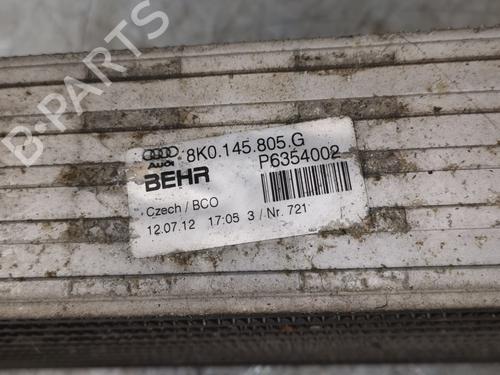 Audi
8K0.145.805.G
BEHR
P6354002
Czech / BCO
12.07.12 17:05 3 / Nr. 721
B-PARTS